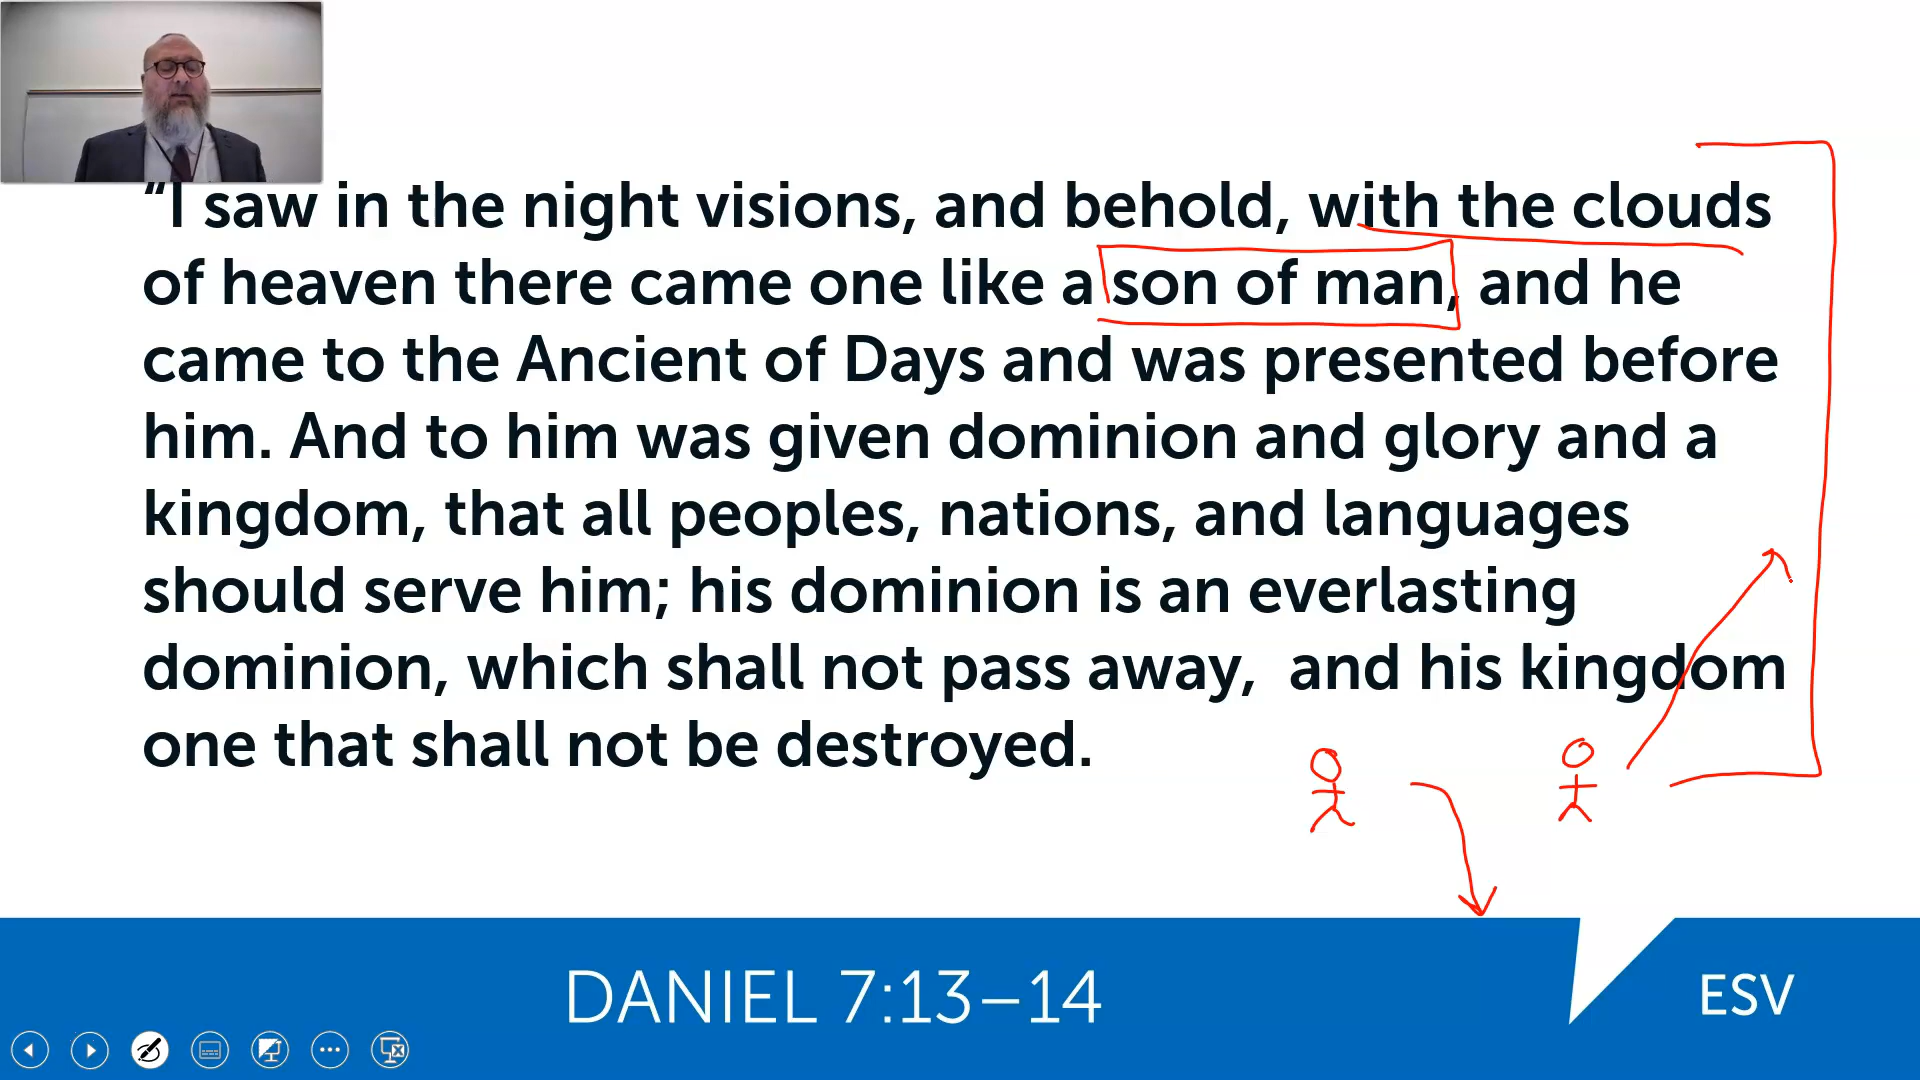 “I saw in the night visions, and behold, with the clouds
of heaven there came one like a son of man, and he
came to the Ancient of Days and was presented before
him. And to him was given dominion and glory and a
kingdom, that all peoples, nations, and languages
should serve him; his dominion is an everlasting
dominion, which shall not pass away,  and his kingdom
one that shall not be destroyed.
DANIEL 7:13–14
ESV